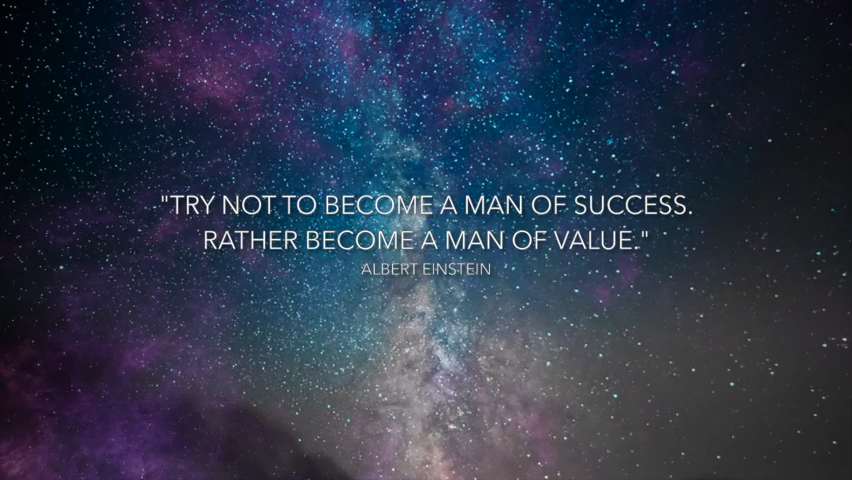 "TRY NOT TO BECOME A MAN OF SUCCESS.
RATHER BECOME A MAN OF VALUE."
ALBERT EINSTEIN